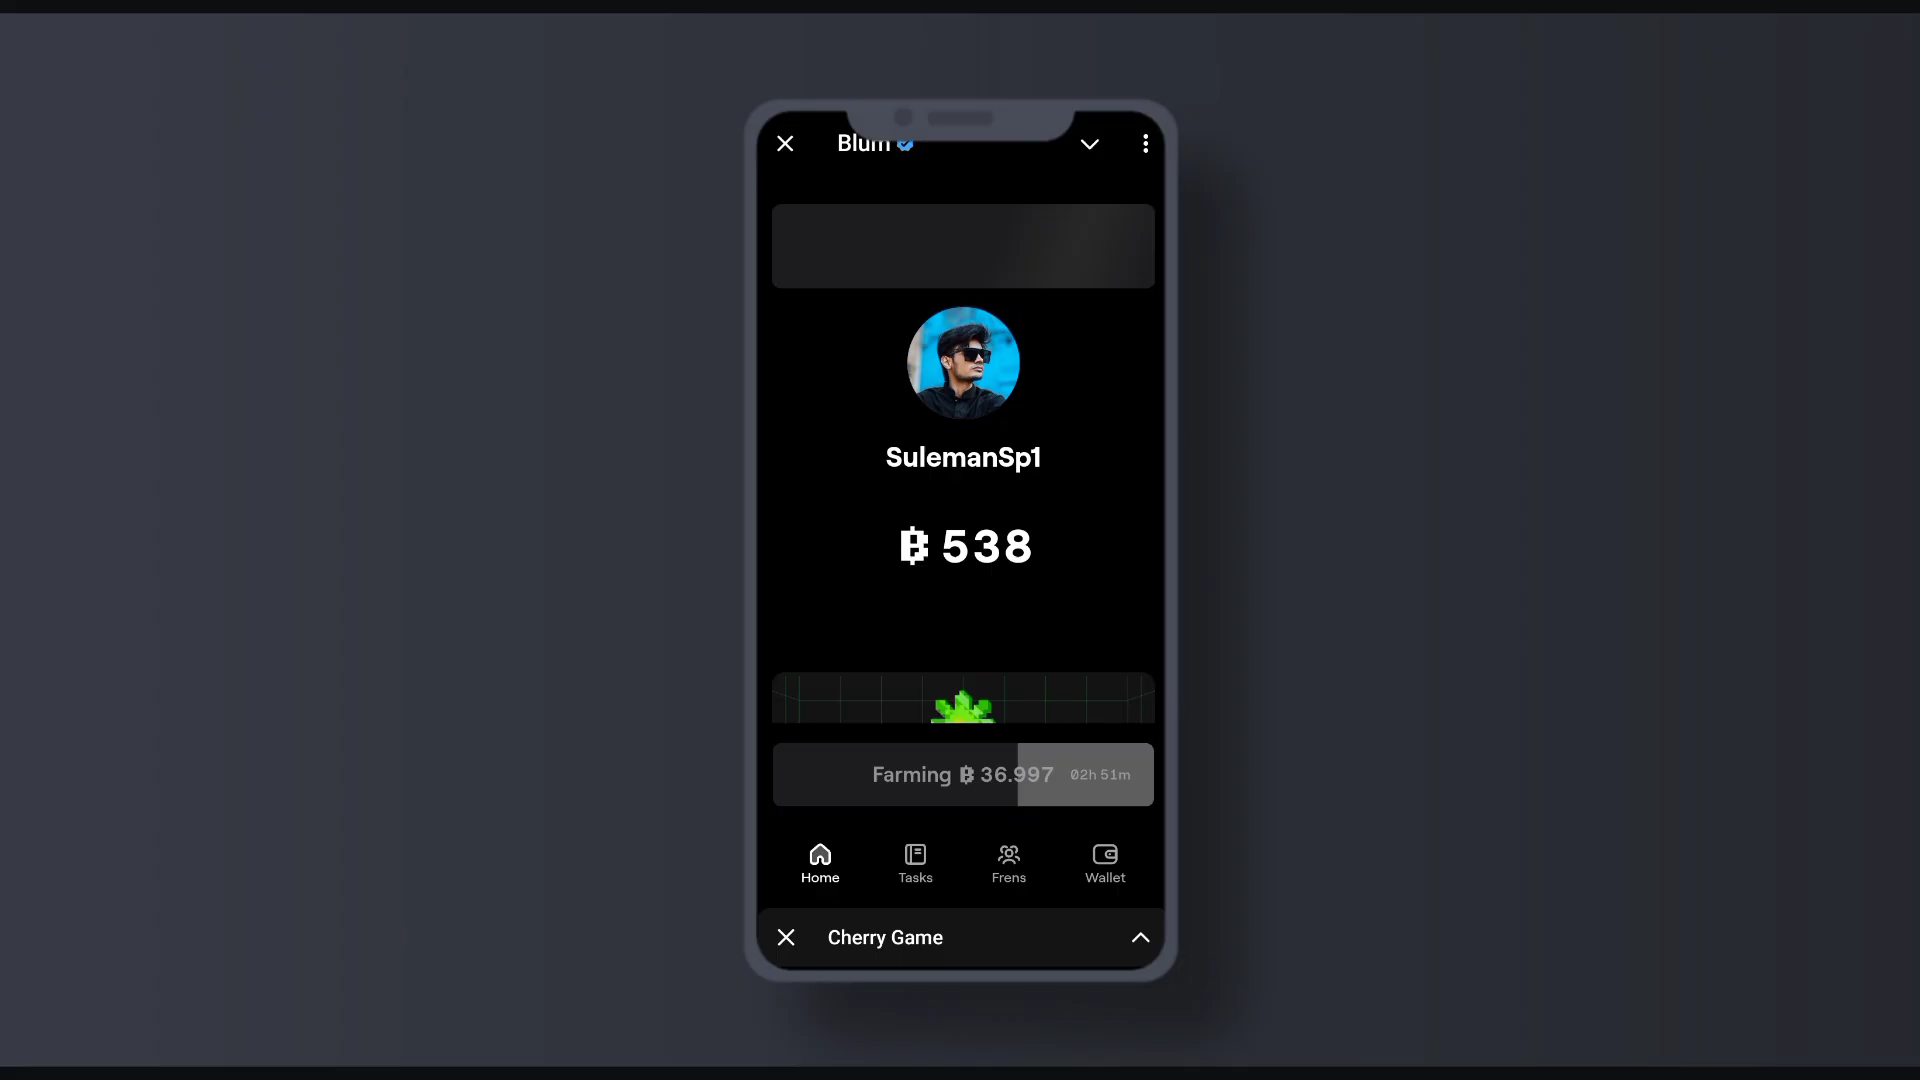 Blum
SulemanSp1
538
Farming 36.997 02h 51m
Home Tasks Frens Wallet
Cherry Game